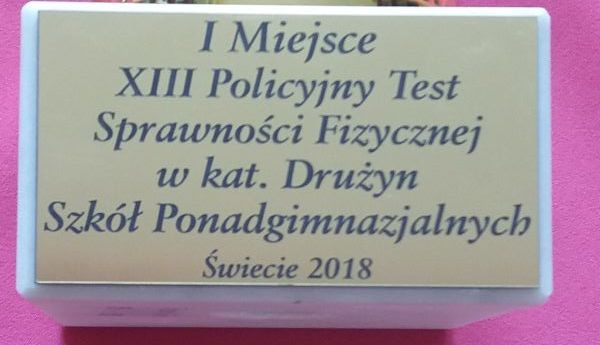 I Miejsce
XIII Policyjny Test
Sprawności Fizycznej
w kat. Drużyn
Szkół Ponadgimnazjalnych
Świecie 2018